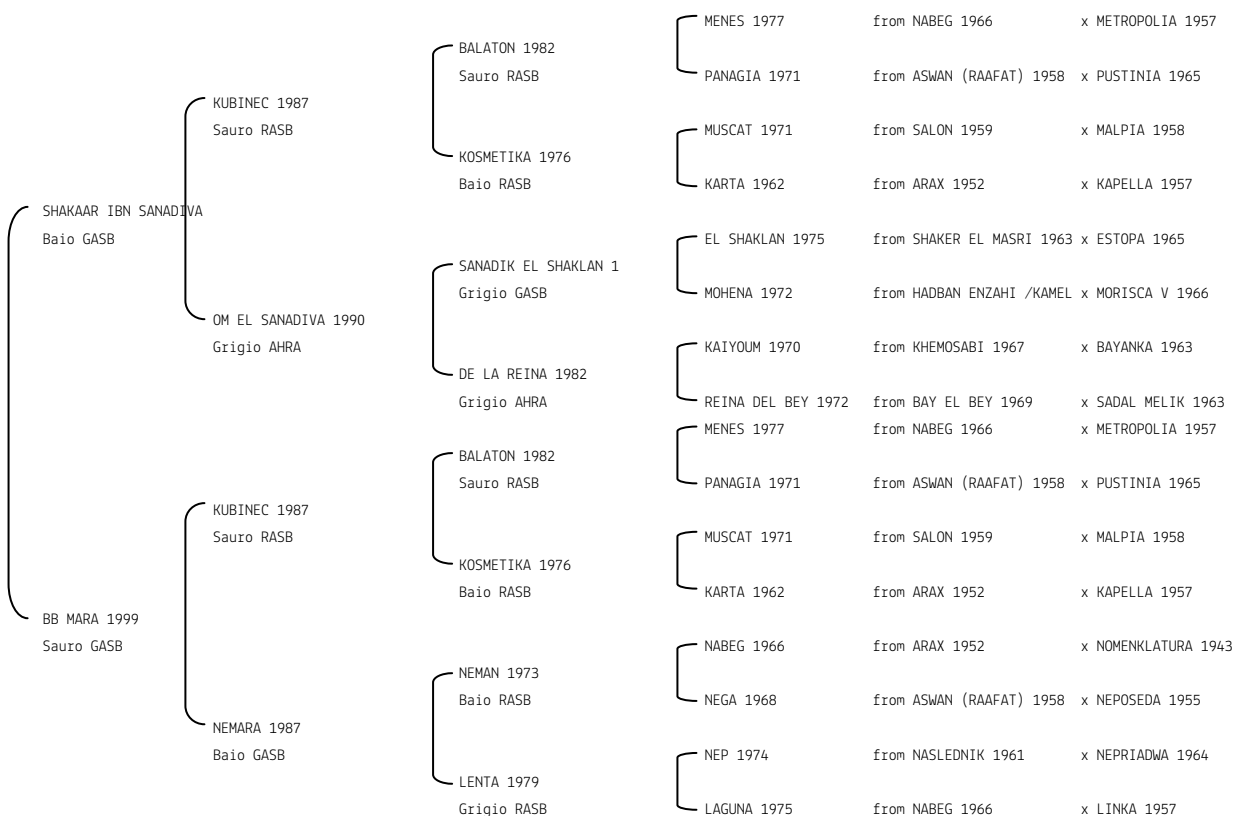 MENES 1977 from NABEG 1966 x METROPOLIA 1957
BALATON 1982
Sauro RASB PANAGIA 1971 from ASWAN (RAAFAT) 1958 x PUSTINIA 1965
KUBINEC 1987
Sauro RASB MUSCAT 1971 from SALON 1959 x MALPIA 1958
KOSMETIKA 1976
Baio RASB KARTA 1962 from ARAX 1952 x KAPELLA 1957
SHAKAAR IBN SANADIVA
Baio GASB EL SHAKLAN 1975 from SHAKER EL MASRI 1963 x ESTOPA 1965
SANADIK EL SHAKLAN 1
Grigio GASB MOHENA 1972 from HADBAN ENZAHI /KAMEL x MORISCA V 1966
OM EL SANADIVA 1990
Grigio AHRA KAIYOUM 1970 from KHEMOSABI 1967 x BAYANKA 1963
DE LA REINA 1982
Grigio AHRA REINA DEL BEY 1972 from BAY EL BEY 1969 x SADAL MELIK 1963
MENES 1977 from NABEG 1966 x METROPOLIA 1957
BALATON 1982
Sauro RASB PANAGIA 1971 from ASWAN (RAAFAT) 1958 x PUSTINIA 1965
KUBINEC 1987
Sauro RASB MUSCAT 1971 from SALON 1959 x MALPIA 1958
KOSMETIKA 1976
Baio RASB KARTA 1962 from ARAX 1952 x KAPELLA 1957
BB MARA 1999
Sauro GASB NABEG 1966 from ARAX 1952 x NOMENKLATURA 1943
NEMAN 1973
Baio RASB NEGA 1968 from ASWAN (RAAFAT) 1958 x NEPOSEDA 1955
NEMARA 1987
Baio GASB NEP 1974 from NASLEDNIK 1961 x NEPRIADWA 1964
LENTA 1979
Grigio RASB LAGUNA 1975 from NABEG 1966 x LINKA 1957